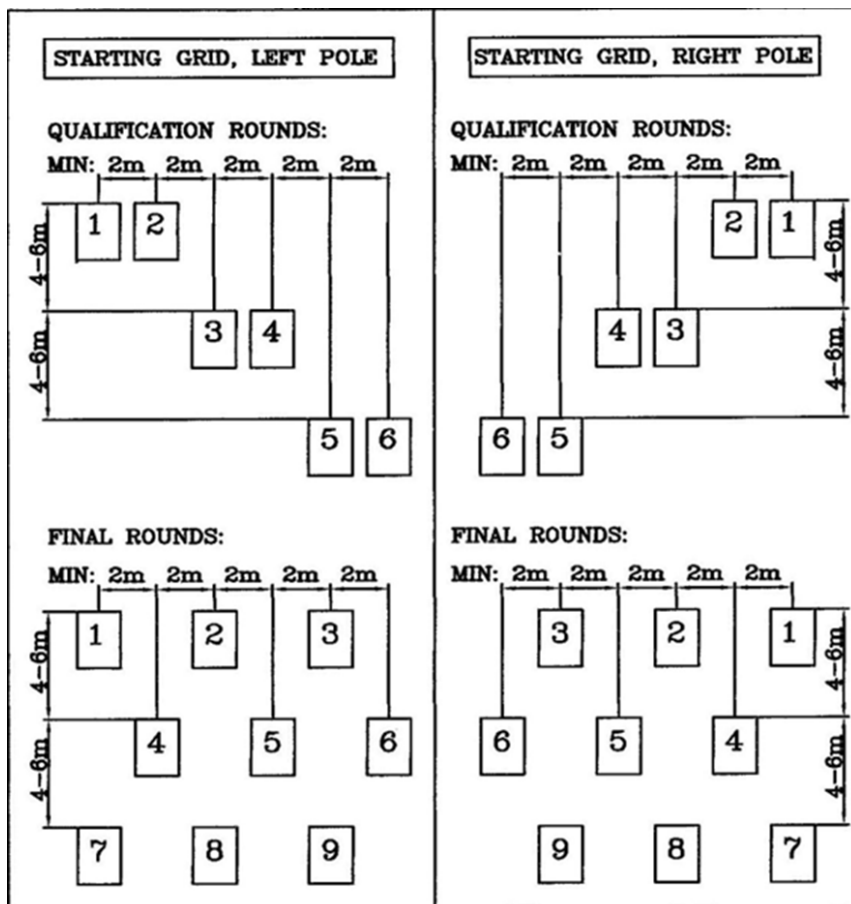 STARTING GRID, LEFT POLE
QUALIFICATION ROUNDS:
MIN: 2m 2m 2m 2m 2m
1 2
4-6m
3 4
4-6m
5 6
FINAL ROUNDS:
MIN: 2m 2m 2m 2m 2m
1 2 3
4-6m
4 5 6
4-6m
7 8 9
STARTING GRID, RIGHT POLE
QUALIFICATION ROUNDS:
MIN: 2m 2m 2m 2m 2m
2 1
4-6m
4 3
4-6m
6 5
FINAL ROUNDS:
MIN: 2m 2m 2m 2m 2m
3 2 1
4-6m
6 5 4
4-6m
9 8 7